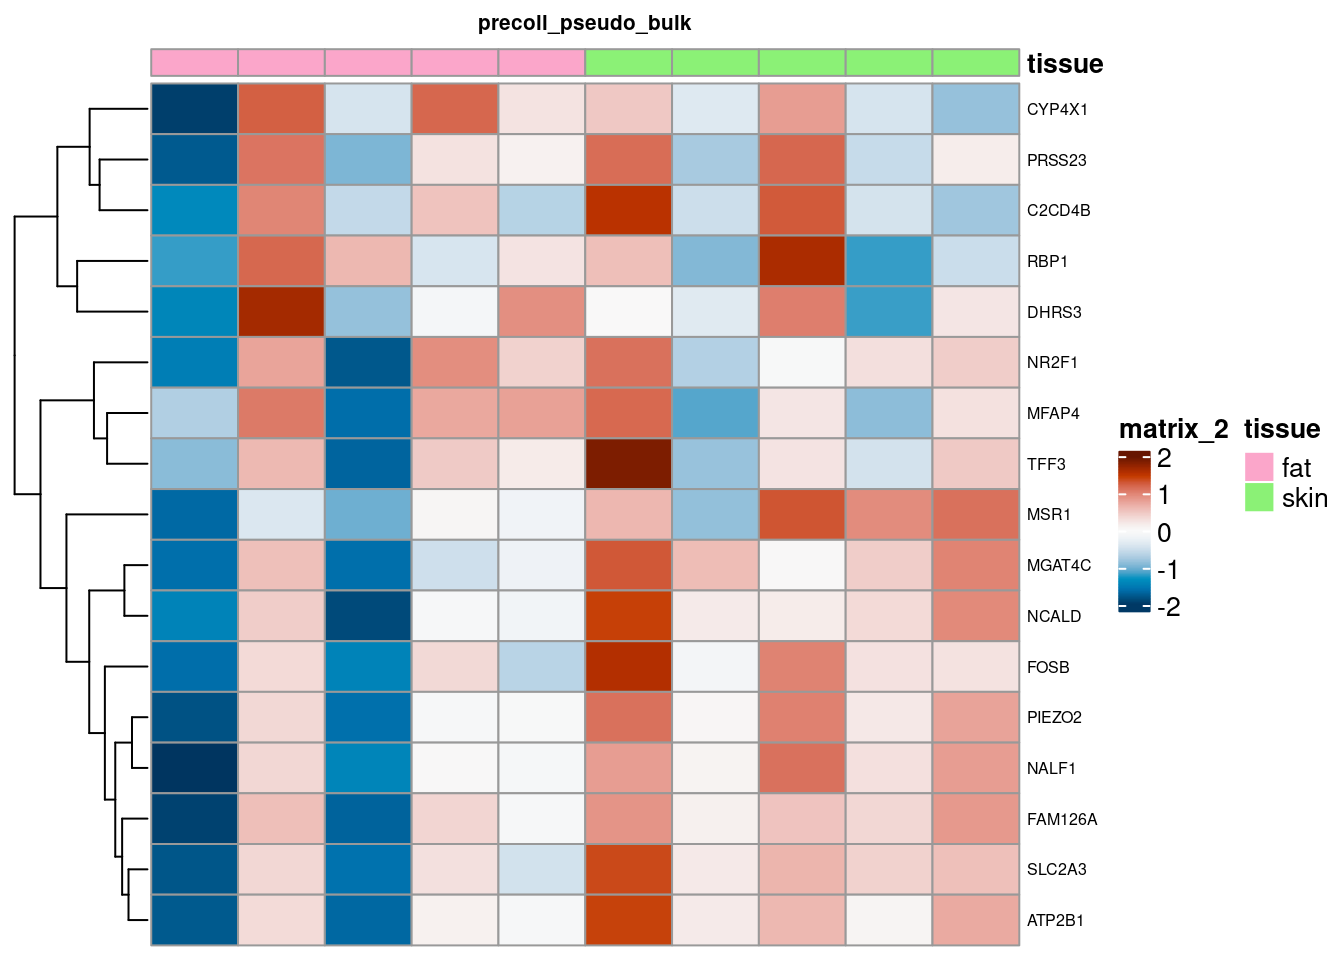 precoll_pseudo_bulk
tissue
CYP4X1
PRSS23
C2CD4B
RBP1
DHRS3
NR2F1
MFAP4
TFF3
MSR1
MGAT4C
NCALD
FOSB
PIEZO2
NALF1
FAM126A
SLC2A3
ATP2B1
matrix_2
2
1
0
-1
-2
tissue
fat
skin